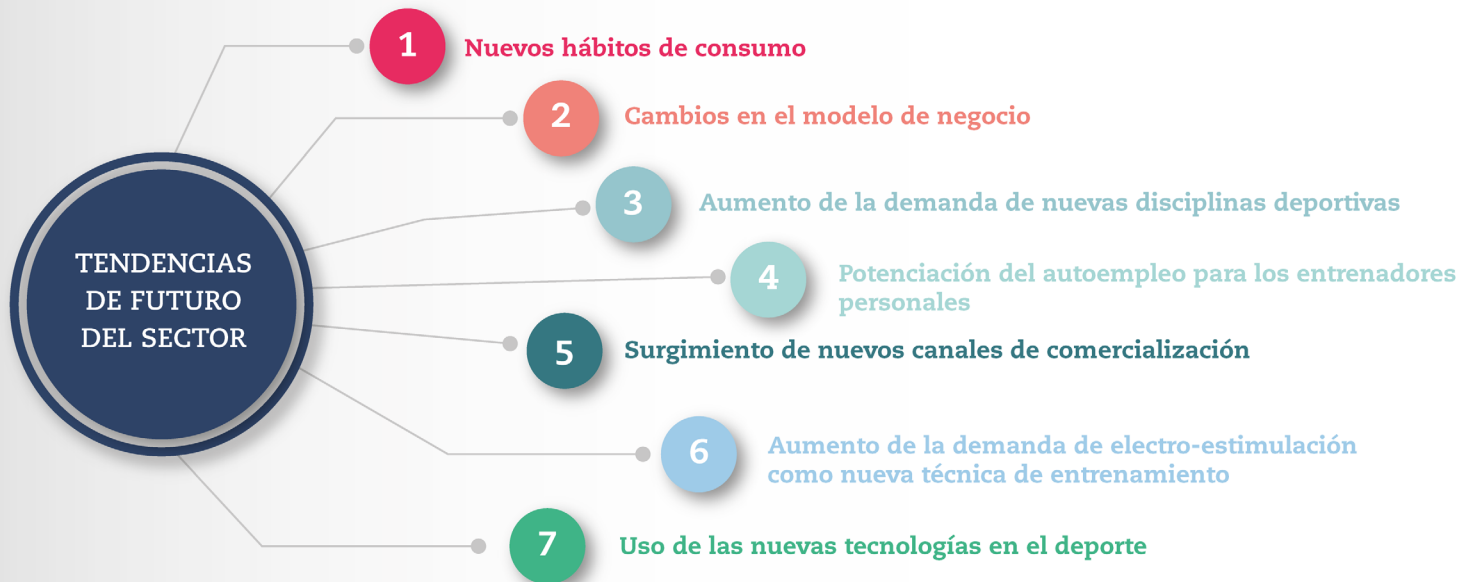 TENDENCIAS
DE FUTURO
DEL SECTOR
1 Nuevos hábitos de consumo
2 Cambios en el modelo de negocio
3 Aumento de la demanda de nuevas disciplinas deportivas
4 Potenciación del autoempleo para los entrenadores
personales
5 Surgimiento de nuevos canales de comercialización
6 Aumento de la demanda de electro-estimulación
como nueva técnica de entrenamiento
7 Uso de las nuevas tecnologías en el deporte